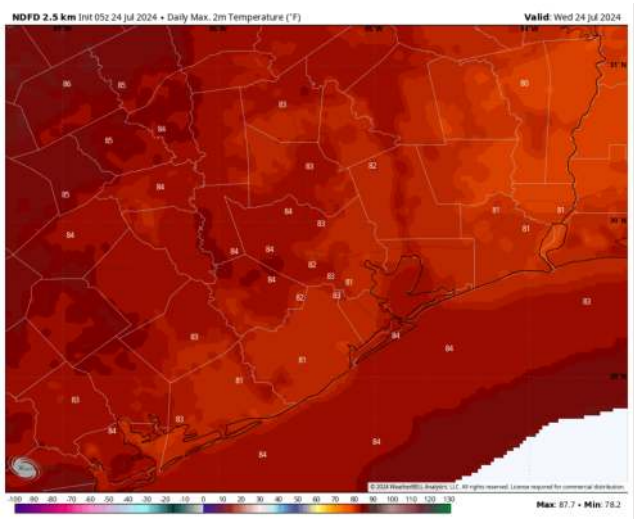 NDFD 2.5 km Init 05z 24 Jul 2024 • Daily Max. 2m Temperature (°F)
Valid: Wed 24 Jul 2024
86 85
83 80
84
85
83 82
85 84
84 83 81 81
84 81
84 84
82
84 83 81
82 83 83
83 84
84
81
81
83
83
84
84 84
© 2024 WeatherBELL Analytics, LLC. All rights reserved. License required for commercial distribution.
-100 -90 -80 -70 -60 -50 -40 -30 -20 -10 0 10 20 30 40 50 60 70 80 90 100 110 120 130
Max: 87.7 • Min: 78.2